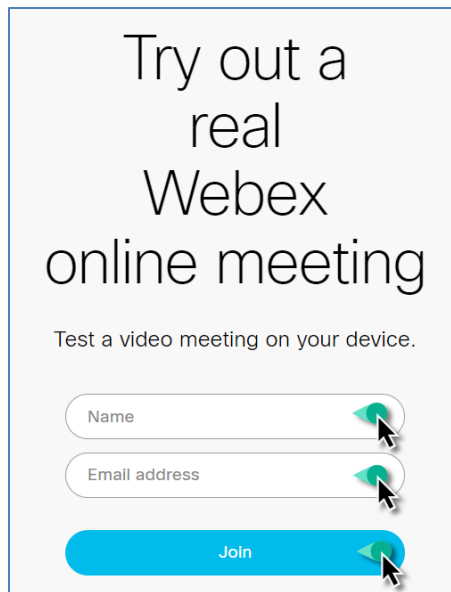 Try out a
real
Webex
online meeting
Test a video meeting on your device.
Name
Email address
Join